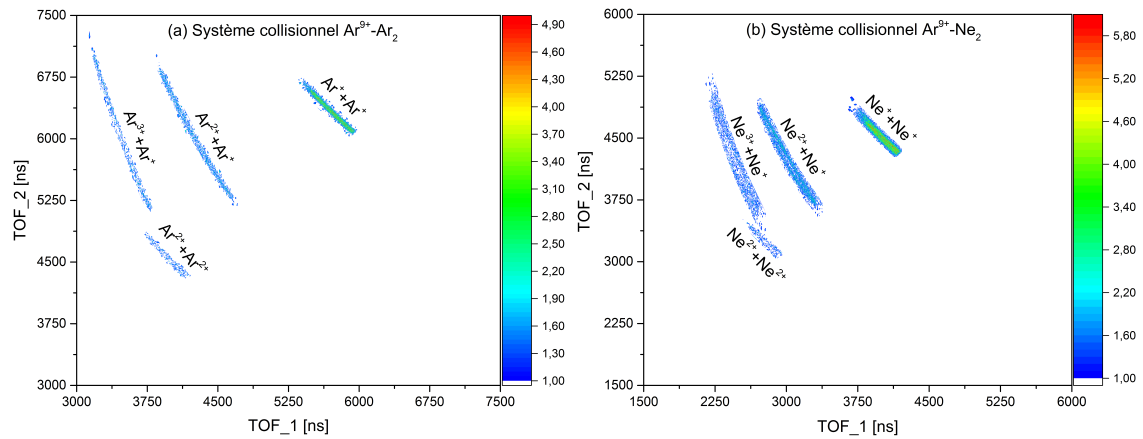 (a) Système collisionnel Ar⁹⁺-Ar₂
TOF_2 [ns]
7500
6750
6000
5250
4500
3750
3000
3000 3750 4500 5250 6000 6750 7500
TOF_1 [ns]
Ar³⁺+Ar⁺
Ar²⁺+Ar⁺
Ar⁺+Ar⁺
Ar²⁺+Ar²⁺
4,90
4,60
4,30
4,00
3,70
3,40
3,10
2,80
2,50
2,20
1,90
1,60
1,30
1,00
(b) Système collisionnel Ar⁹⁺-Ne₂
TOF_2 [ns]
6000
5250
4500
3750
3000
2250
1500
1500 2250 3000 3750 4500 5250 6000
TOF_1 [ns]
Ne³⁺+Ne⁺
Ne²⁺+Ne⁺
Ne⁺+Ne⁺
Ne²⁺+Ne²⁺
5,80
5,20
4,60
4,00
3,40
2,80
2,20
1,60
1,00